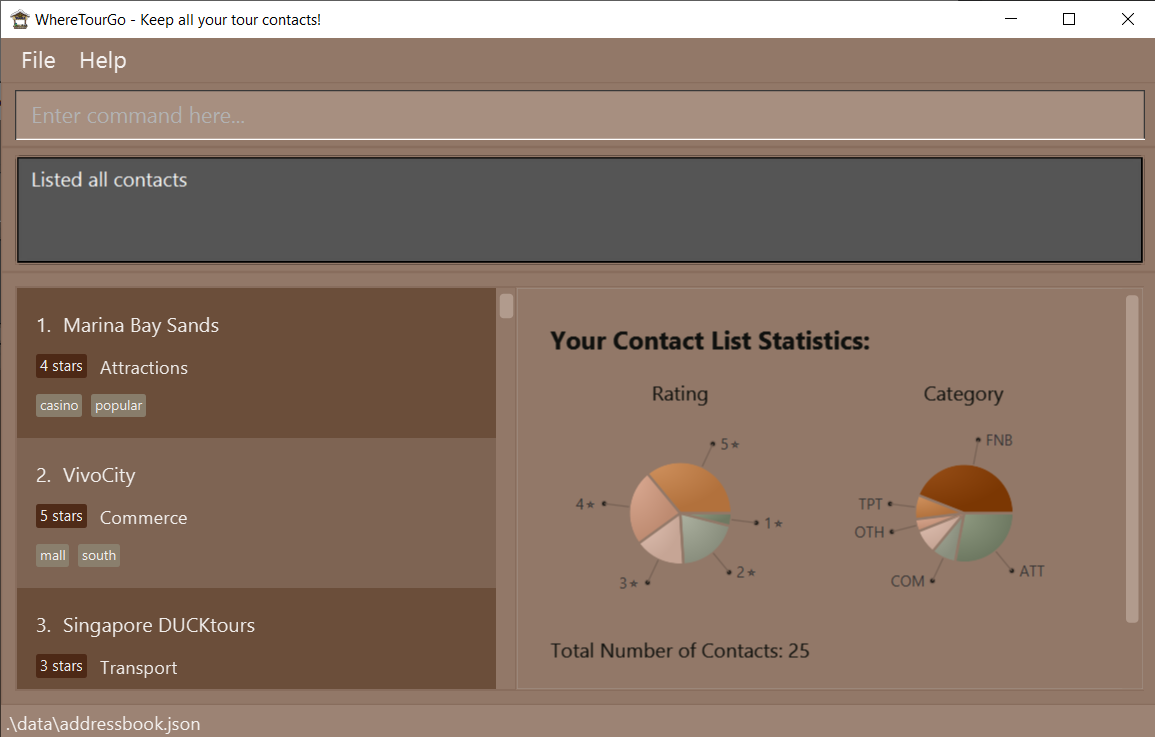 WhereTourGo - Keep all your tour contacts!
File Help
Enter command here...
Listed all contacts
1. Marina Bay Sands
4 stars Attractions
casino popular
2. VivoCity
5 stars Commerce
mall south
3. Singapore DUCKtours
3 stars Transport
Your Contact List Statistics:
Rating
5★
4★
1★
2★
3★
Category
FNB
TPT
OTH
COM
ATT
Total Number of Contacts: 25
.\data\addressbook.json